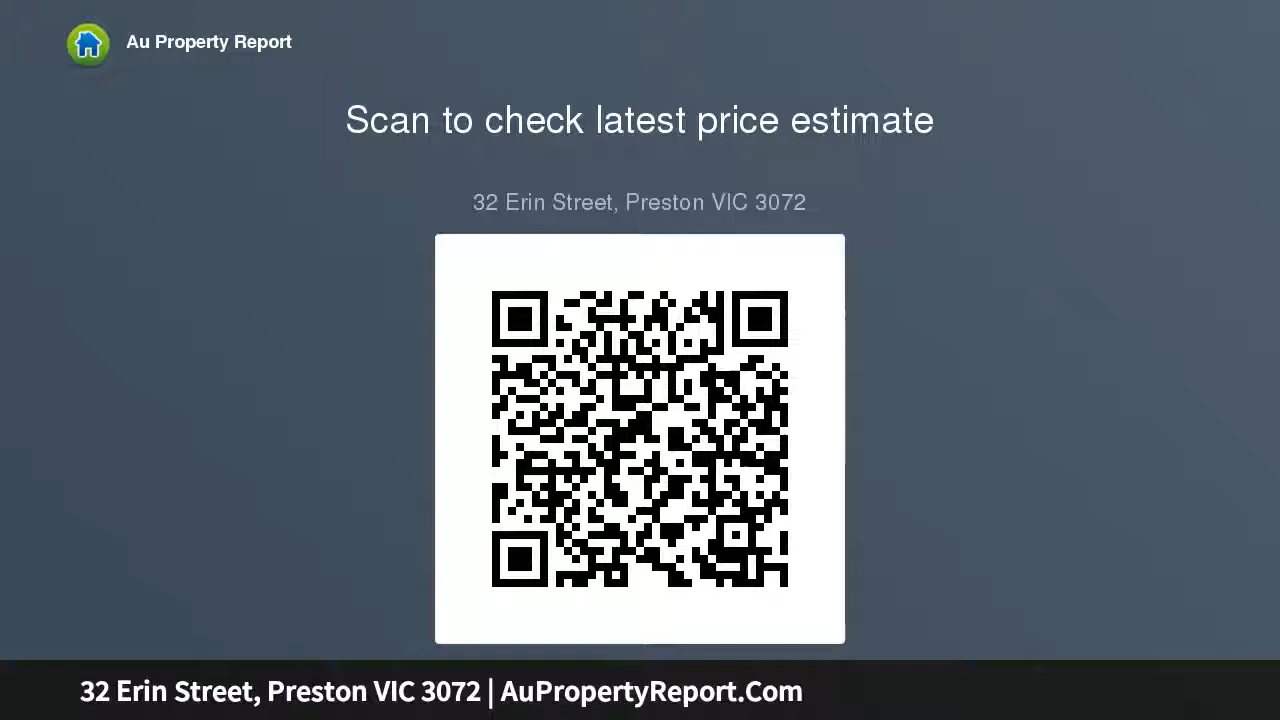 Au Property Report
Scan to check latest price estimate
32 Erin Street, Preston VIC 3072
32 Erin Street, Preston VIC 3072 | AuPropertyReport.Com